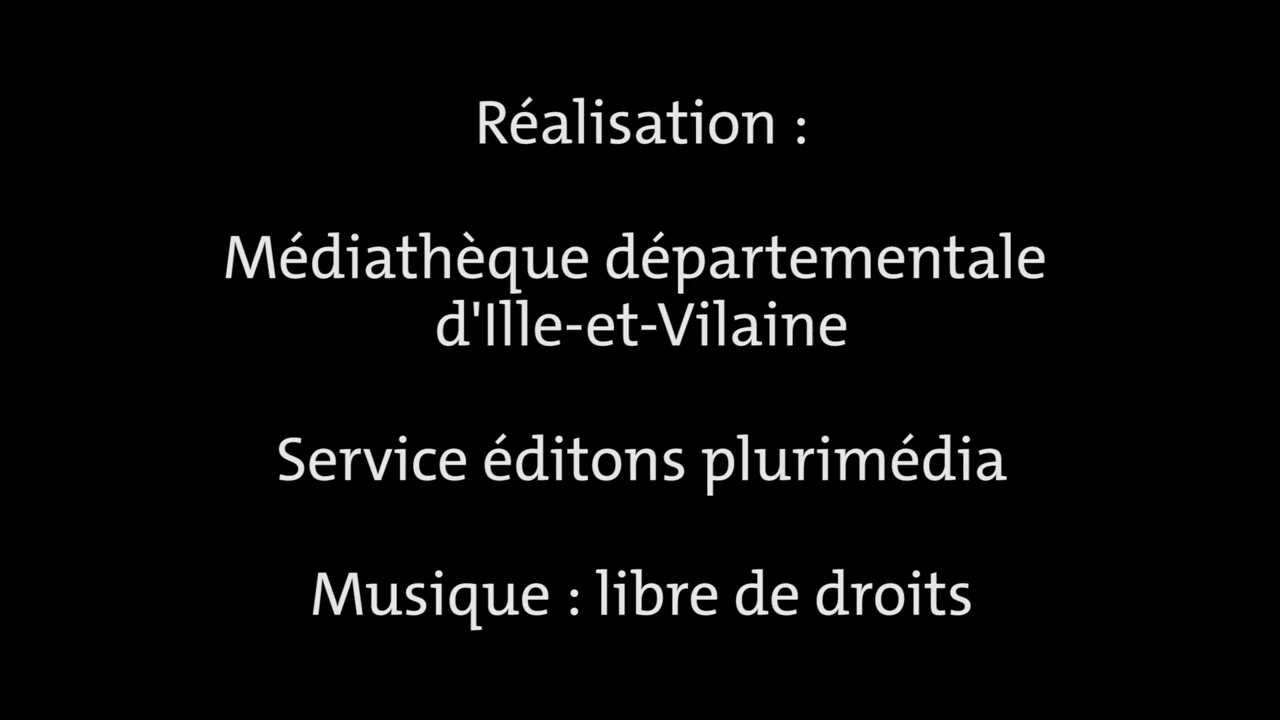 Réalisation :
Médiathèque départementale
d'Ille-et-Vilaine
Service éditons plurimédia
Musique : libre de droits